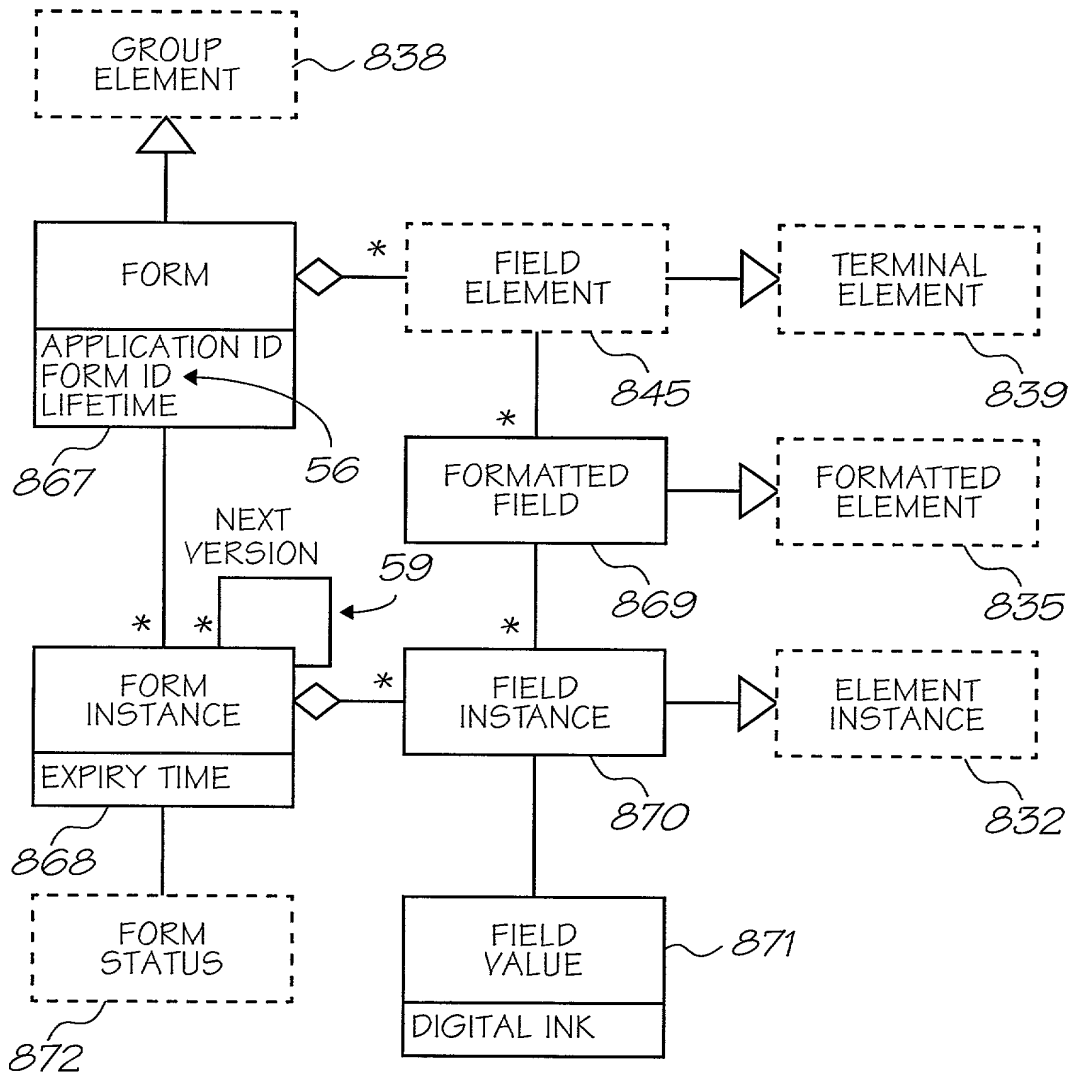 GROUP
ELEMENT
838
FORM
*
FIELD
ELEMENT
TERMINAL
ELEMENT
APPLICATION ID
FORM ID
LIFETIME
845
839
867
56
*
FORMATTED
FIELD
FORMATTED
ELEMENT
NEXT
VERSION
59
869
835
*
*
*
FORM
INSTANCE
*
FIELD
INSTANCE
ELEMENT
INSTANCE
EXPIRY TIME
870
832
868
FORM
STATUS
FIELD
VALUE
871
872
DIGITAL INK